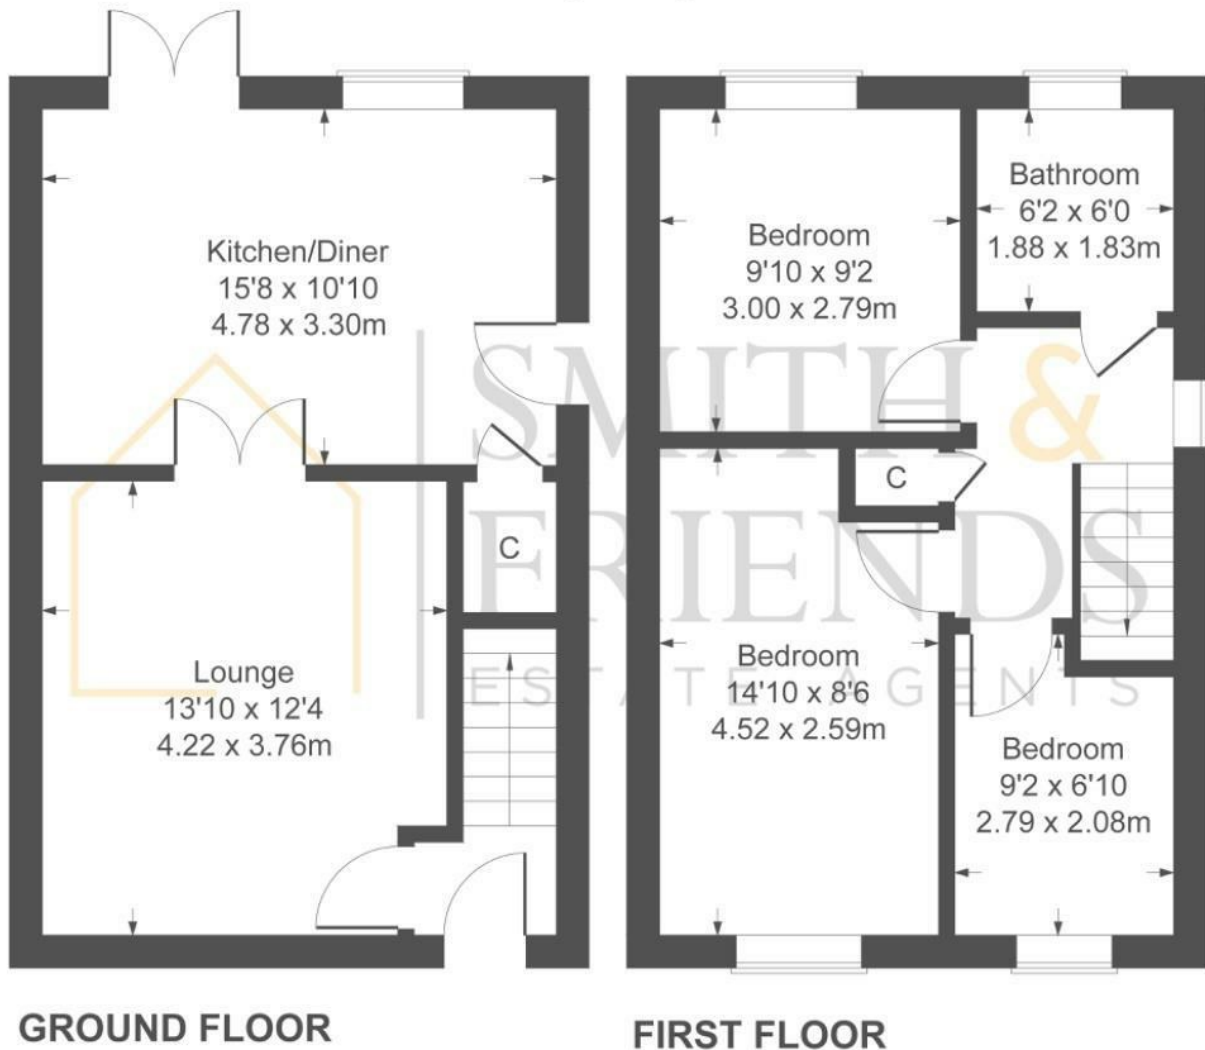 Kitchen/Diner
15'8 x 10'10
4.78 x 3.30m
C
Lounge
13'10 x 12'4
4.22 x 3.76m
GROUND FLOOR
Bedroom
9'10 x 9'2
3.00 x 2.79m
Bathroom
6'2 x 6'0
1.88 x 1.83m
C
Bedroom
14'10 x 8'6
4.52 x 2.59m
Bedroom
9'2 x 6'10
2.79 x 2.08m
FIRST FLOOR
SMITH &
FRIENDS
ESTATE AGENTS